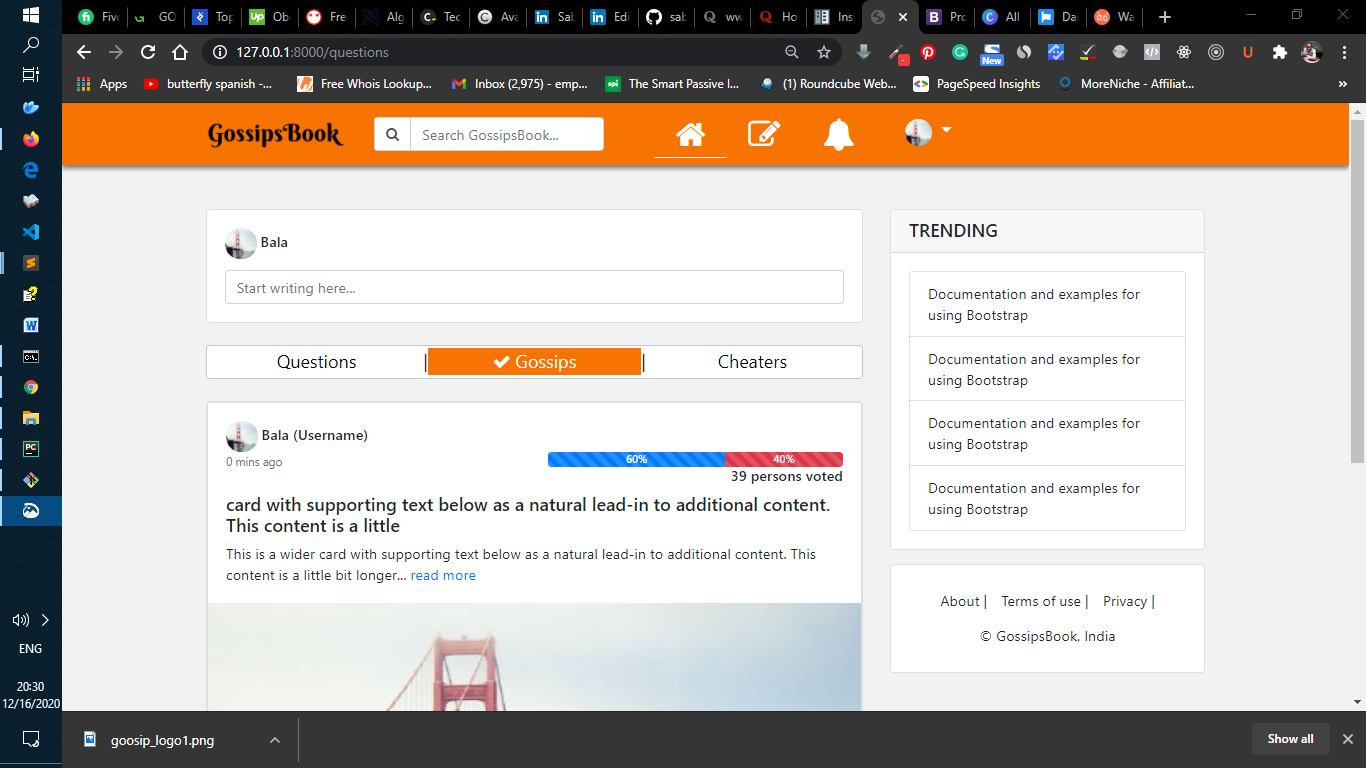 Five
GO
Top
Obe
Fre
Alg
Tec
Ava
Sab
Edi
sab
ww
Ho
Ins
Pro
All
Da
Wa
127.0.0.1:8000/questions
New
Apps
butterfly spanish -...
Free Whois Lookup...
Inbox (2,975) - emp...
The Smart Passive I...
(1) Roundcube Web...
PageSpeed Insights
MoreNiche - Affiliat...
»
GossipsBook
Search GossipsBook...
Bala
Start writing here...
Questions | Gossips | Cheaters
Bala (Username)
0 mins ago
60% 40%
39 persons voted
card with supporting text below as a natural lead-in to additional content.
This content is a little
This is a wider card with supporting text below as a natural lead-in to additional content. This
content is a little bit longer... read more
TRENDING
Documentation and examples for
using Bootstrap
Documentation and examples for
using Bootstrap
Documentation and examples for
using Bootstrap
Documentation and examples for
using Bootstrap
About | Terms of use | Privacy |
© GossipsBook, India
ENG
20:30
12/16/2020
goosip_logo1.png
Show all